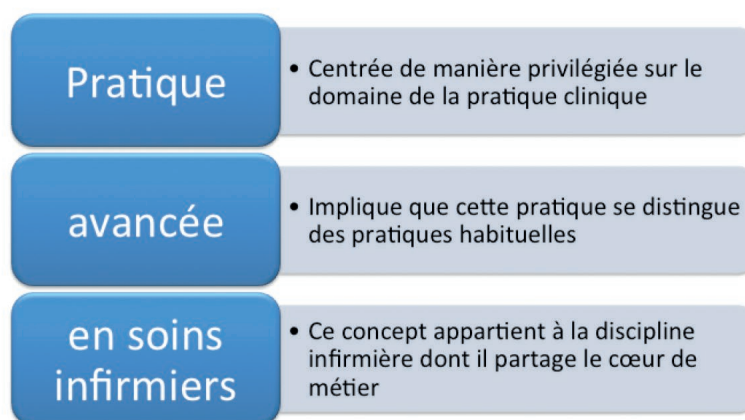 Pratique
• Centrée de manière privilégiée sur le
domaine de la pratique clinique
avancée
• Implique que cette pratique se distingue
des pratiques habituelles
en soins
infirmiers
• Ce concept appartient à la discipline
infirmière dont il partage le cœur de
métier